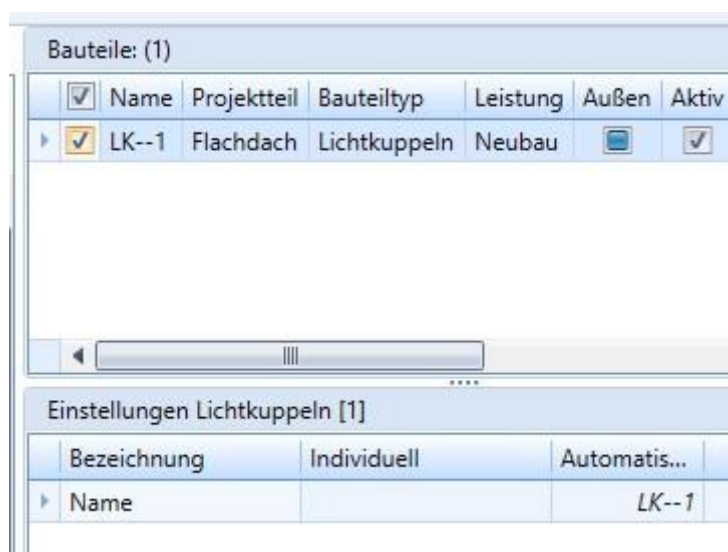 Bauteile: (1)
Name Projektteil Bauteiltyp Leistung Außen Aktiv
LK--1 Flachdach Lichtkuppeln Neubau
Einstellungen Lichtkuppeln [1]
Bezeichnung Individuell Automatis...
Name LK--1